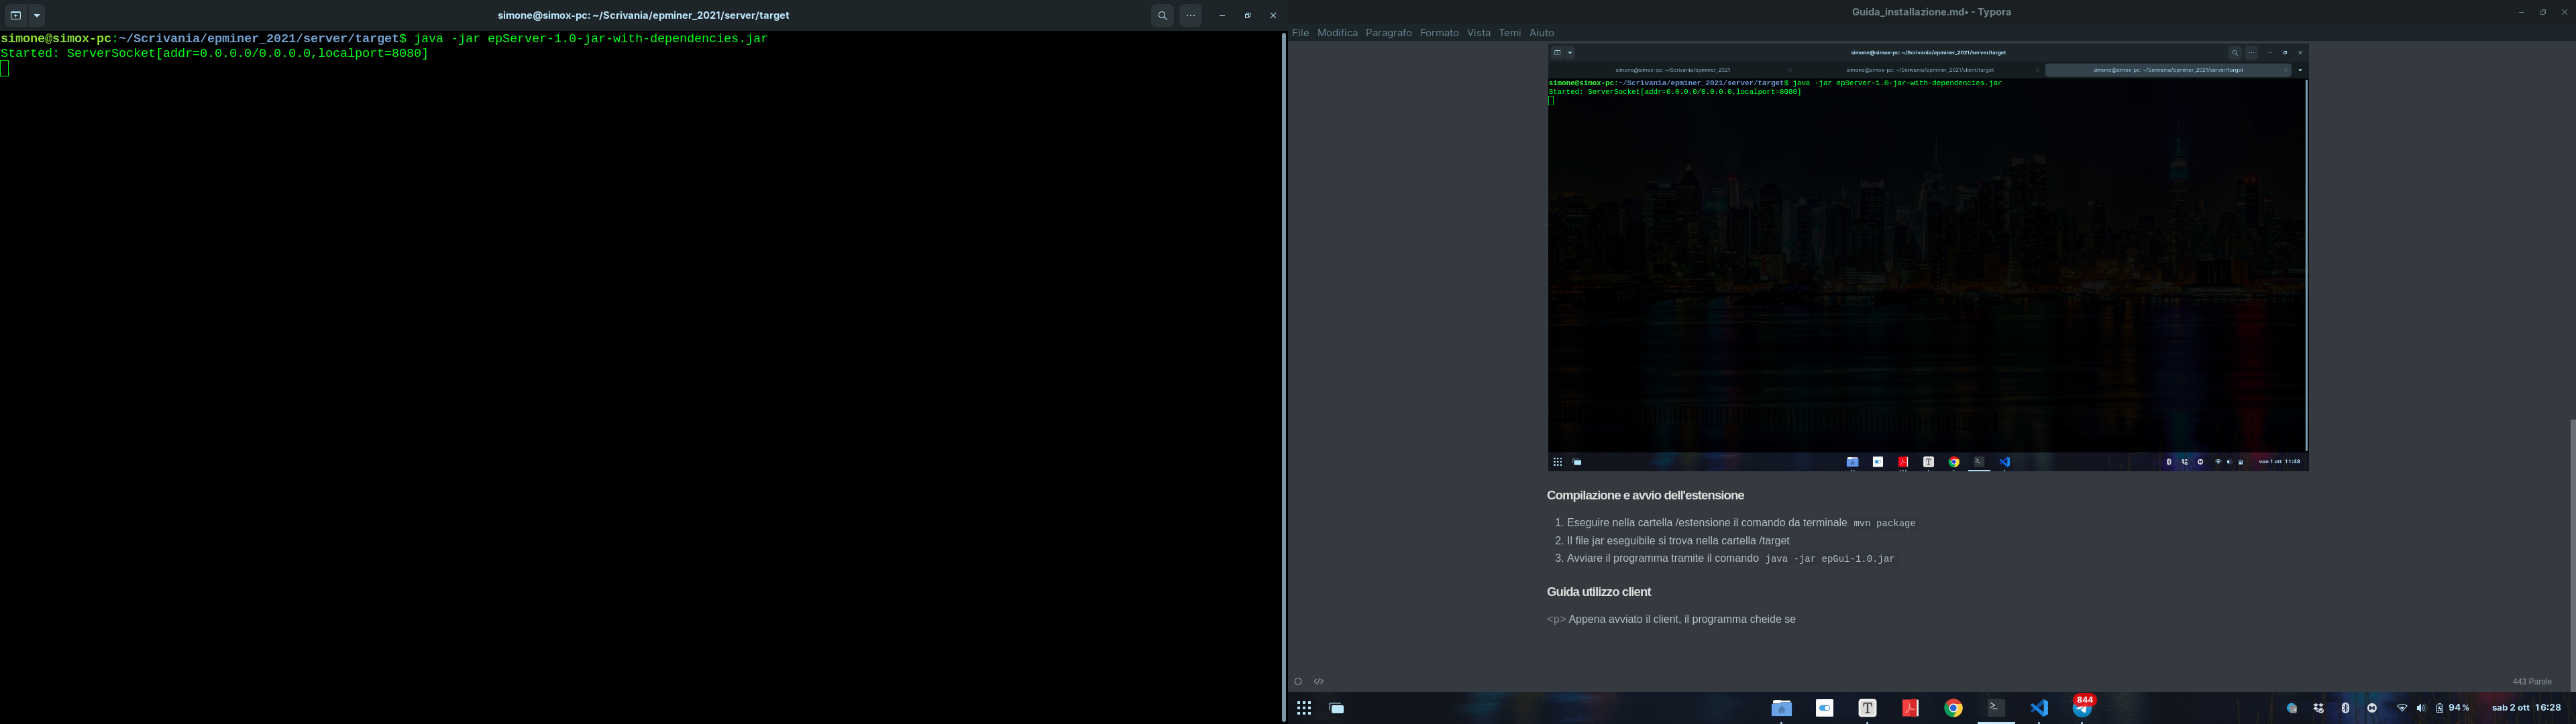 simone@simox-pc: ~/Scrivania/epminer_2021/server/target
simone@simox-pc:~/Scrivania/epminer_2021/server/target$ java -jar epServer-1.0-jar-with-dependencies.jar
Started: ServerSocket[addr=0.0.0.0/0.0.0.0,localport=8080]
Guida_installazione.md• - Typora
File Modifica Paragrafo Formato Vista Temi Aiuto
simone@simox-pc: ~/Scrivania/epminer_2021/server/target
simone@simox-pc: ~/Scrivania/epminer_2021
simone@simox-pc: ~/Scrivania/epminer_2021/client/target
simone@simox-pc: ~/Scrivania/epminer_2021/server/target
simone@simox-pc:~/Scrivania/epminer_2021/server/target$ java -jar epServer-1.0-jar-with-dependencies.jar
Started: ServerSocket[addr=0.0.0.0/0.0.0.0,localport=8080]
ven 1 ott 11:48
Compilazione e avvio dell'estensione
1. Eseguire nella cartella /estensione il comando da terminale mvn package
2. Il file jar eseguibile si trova nella cartella /target
3. Avviare il programma tramite il comando java -jar epGui-1.0.jar
Guida utilizzo client
<p> Appena avviato il client, il programma cheide se
443 Parole
844
94 %
sab 2 ott 16:28